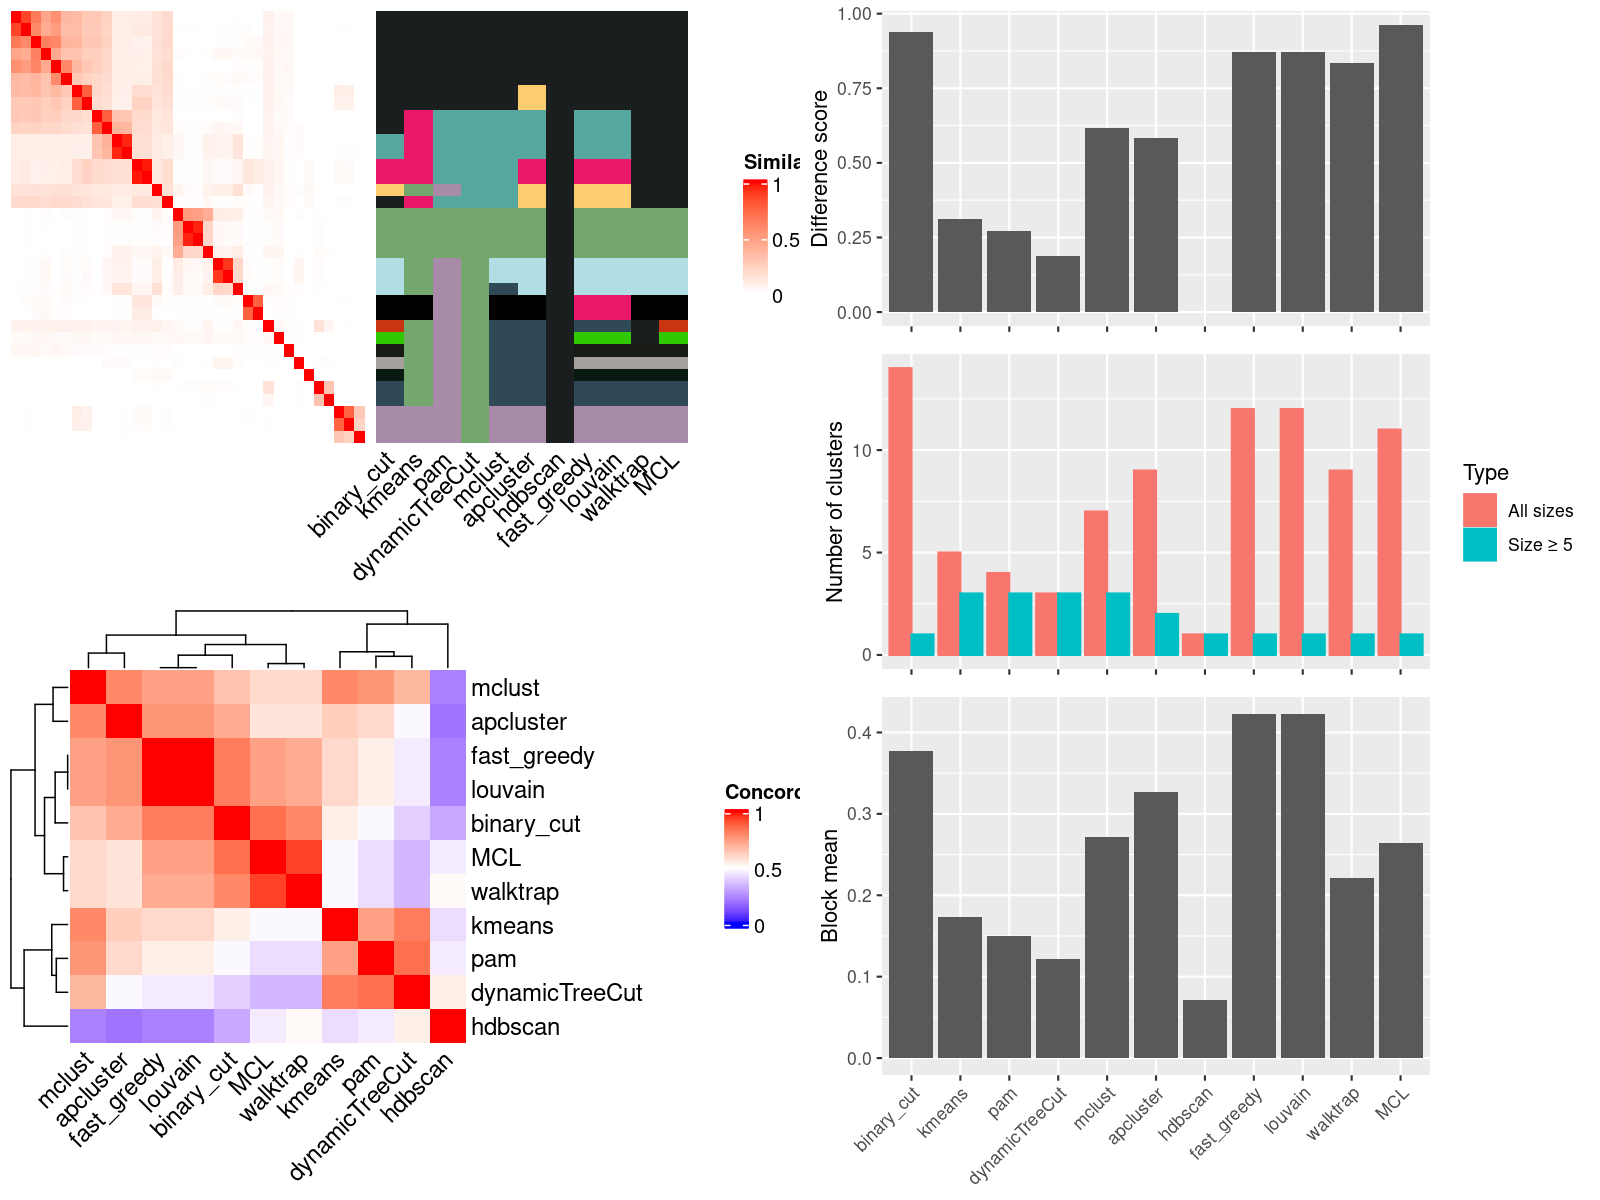 Simila
1
0.5
0
binary_cut
kmeans
pam
dynamicTreeCut
mclust
apcluster
hdbscan
fast_greedy
louvain
walktrap
MCL
Difference score
1.00
0.75
0.50
0.25
0.00
Number of clusters
10
5
0
Type
All sizes
Size ≥ 5
mclust
apcluster
fast_greedy
louvain
binary_cut
MCL
walktrap
kmeans
pam
dynamicTreeCut
hdbscan
mclust
apcluster
fast_greedy
louvain
binary_cut
MCL
walktrap
kmeans
pam
dynamicTreeCut
hdbscan
Concord
1
0.5
0
Block mean
0.4
0.3
0.2
0.1
0.0
binary_cut
kmeans
pam
dynamicTreeCut
mclust
apcluster
hdbscan
fast_greedy
louvain
walktrap
MCL